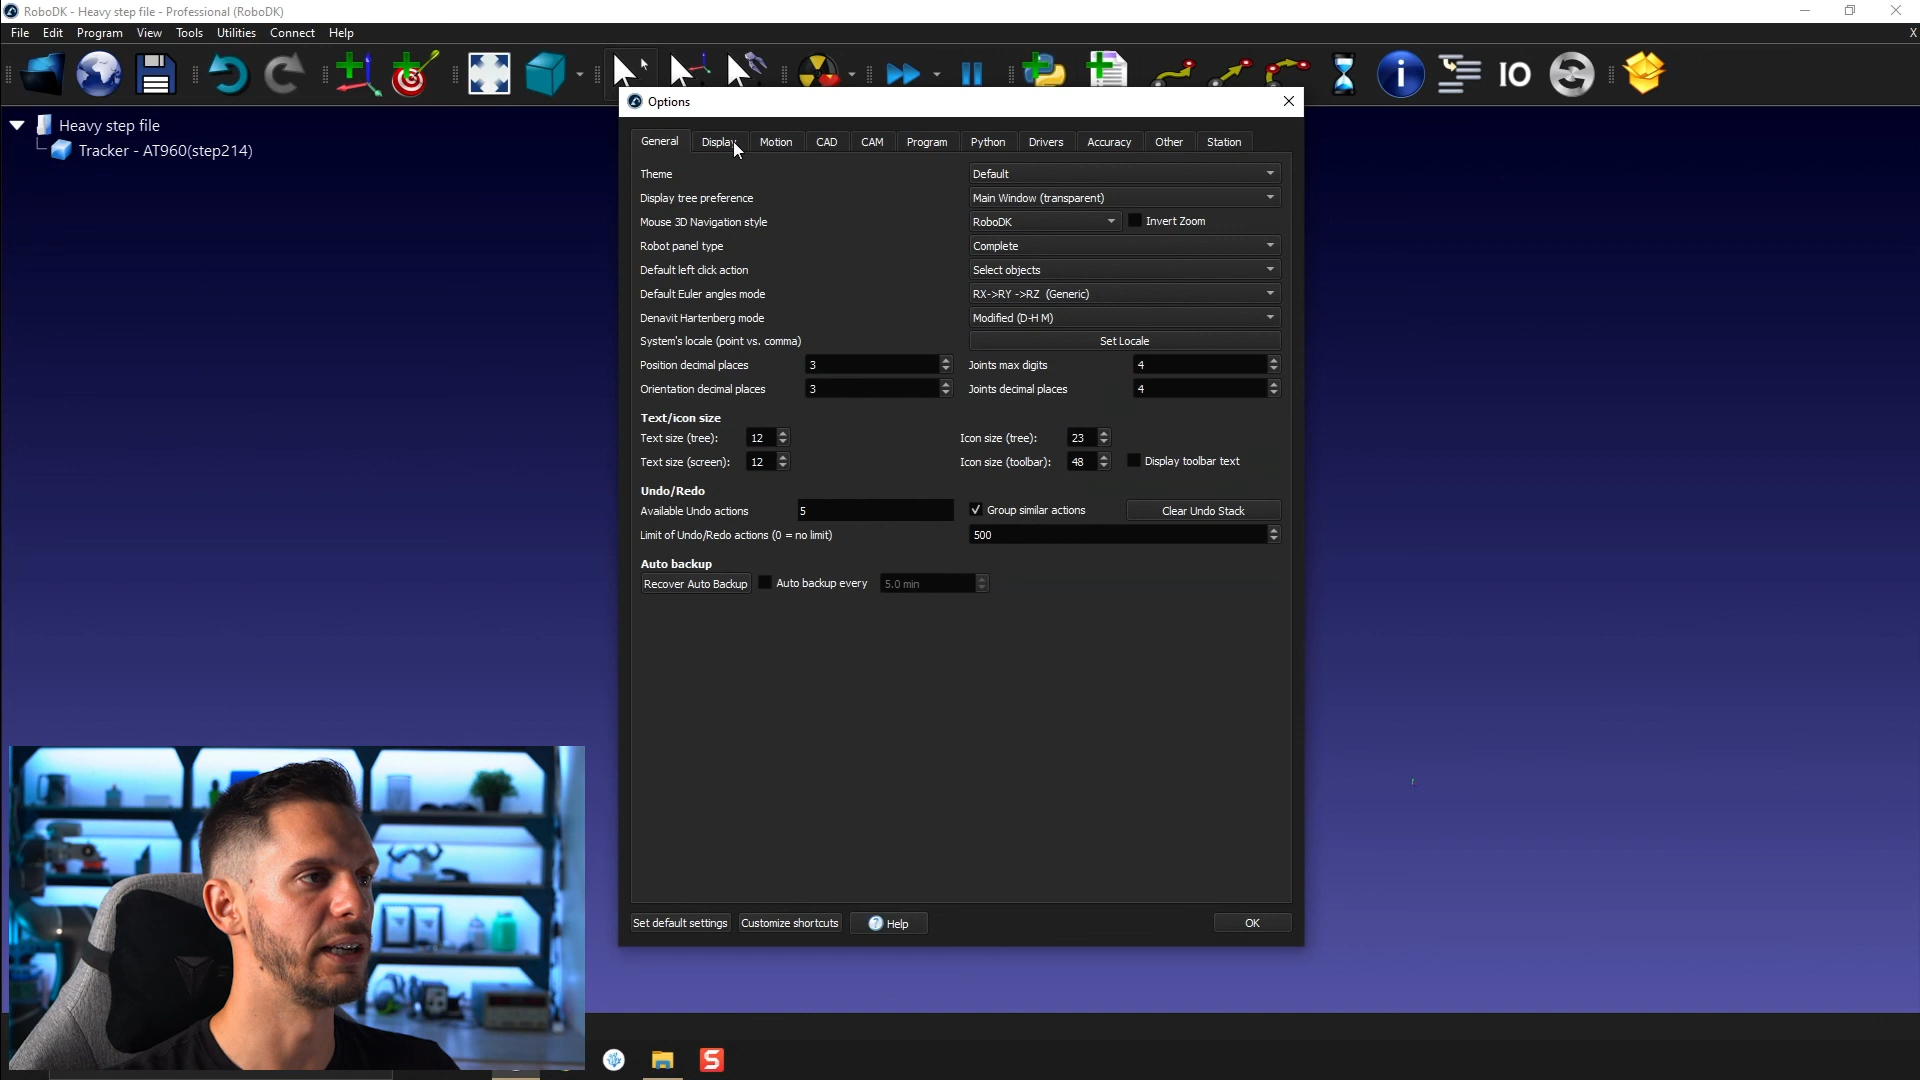 RoboDK - Heavy step file - Professional (RoboDK)
File Edit Program View Tools Utilities Connect Help X
IO
Heavy step file
Tracker - AT960(step214)
Options
General Display Motion CAD CAM Program Python Drivers Accuracy Other Station
Theme Default
Display tree preference Main Window (transparent)
Mouse 3D Navigation style RoboDK Invert Zoom
Robot panel type Complete
Default left click action Select objects
Default Euler angles mode RX->RY ->RZ (Generic)
Denavit Hartenberg mode Modified (D-H M)
System's locale (point vs. comma) Set Locale
Position decimal places 3 Joints max digits 4
Orientation decimal places 3 Joints decimal places 4
Text/icon size
Text size (tree): 12 Icon size (tree): 23
Text size (screen): 12 Icon size (toolbar): 48 Display toolbar text
Undo/Redo
Available Undo actions 5 Group similar actions Clear Undo Stack
Limit of Undo/Redo actions (0 = no limit) 500
Auto backup
Recover Auto Backup Auto backup every 5.0 min
Set default settings Customize shortcuts Help OK